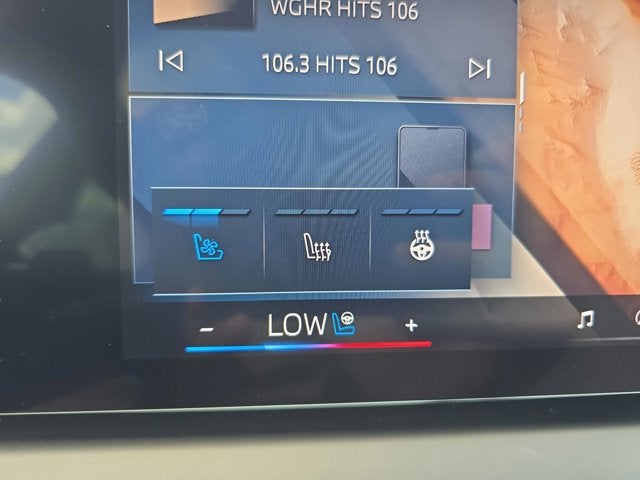 WGHR HITS 106
106.3 HITS 106
- LOW +